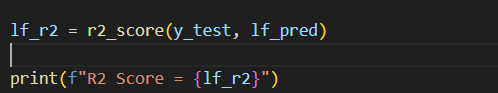 lf_r2 = r2_score(y_test, lf_pred)
print(f"R2 Score = {lf_r2}")